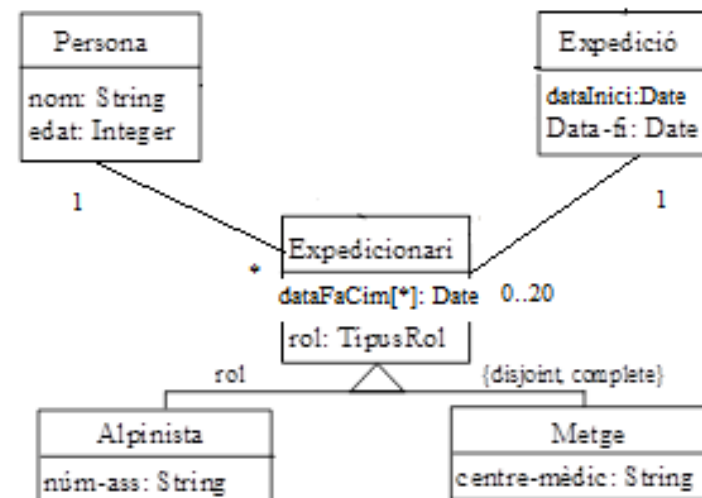 Persona
nom: String
edat: Integer
Expedició
dataInici:Date
Data-fi: Date
1
1
Expedicionari
*
dataFaCim[*]: Date
0..20
rol: TipusRol
rol
{disjoint, complete}
Alpinista
núm-ass: String
Metge
centre-mèdic: String